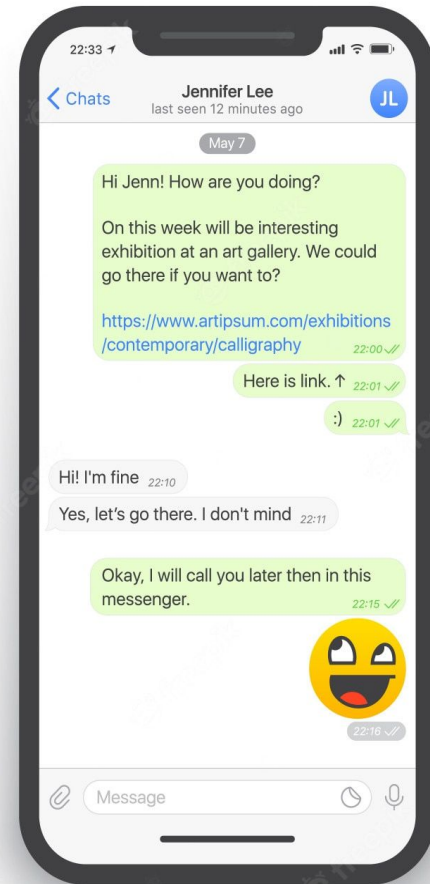 22:33
Chats
Jennifer Lee
last seen 12 minutes ago
JL
May 7
Hi Jenn! How are you doing?
On this week will be interesting
exhibition at an art gallery. We could
go there if you want to?
https://www.artipsum.com/exhibitions
/contemporary/calligraphy 22:00
Here is link.↑ 22:01
:) 22:01
Hi! I'm fine 22:10
Yes, let’s go there. I don't mind 22:11
Okay, I will call you later then in this
messenger. 22:15
22:16
Message